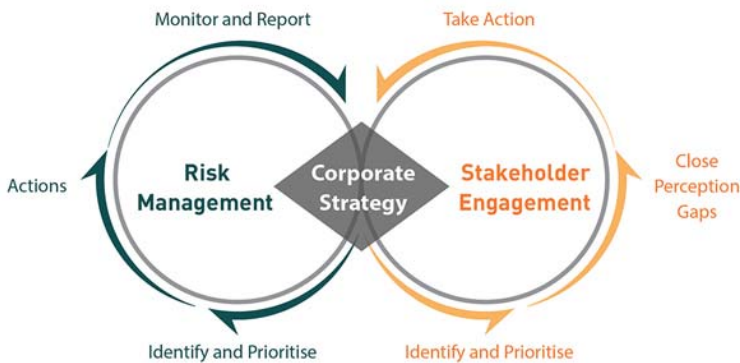 Monitor and Report
Take Action
Actions
Risk
Management
Corporate
Strategy
Stakeholder
Engagement
Close
Perception
Gaps
Identify and Prioritise
Identify and Prioritise